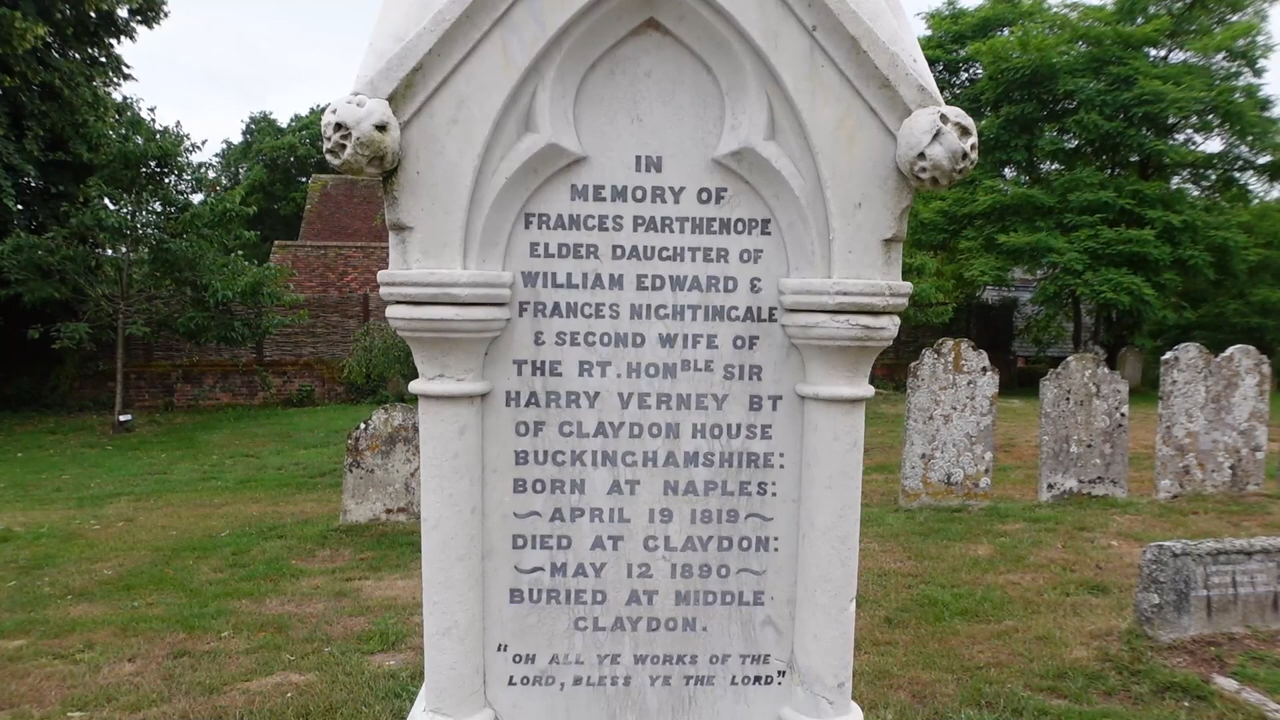 IN
MEMORY OF
FRANCES PARTHENOPE
ELDER DAUGHTER OF
WILLIAM EDWARD &
FRANCES NIGHTINGALE
& SECOND WIFE OF
THE RT. HONBLE SIR
HARRY VERNEY BT
OF CLAYDON HOUSE
BUCKINGHAMSHIRE:
BORN AT NAPLES:
~APRIL 19 1819~
DIED AT CLAYDON:
~MAY 12 1890~
BURIED AT MIDDLE
CLAYDON.
"OH ALL YE WORKS OF THE
LORD, BLESS YE THE LORD."